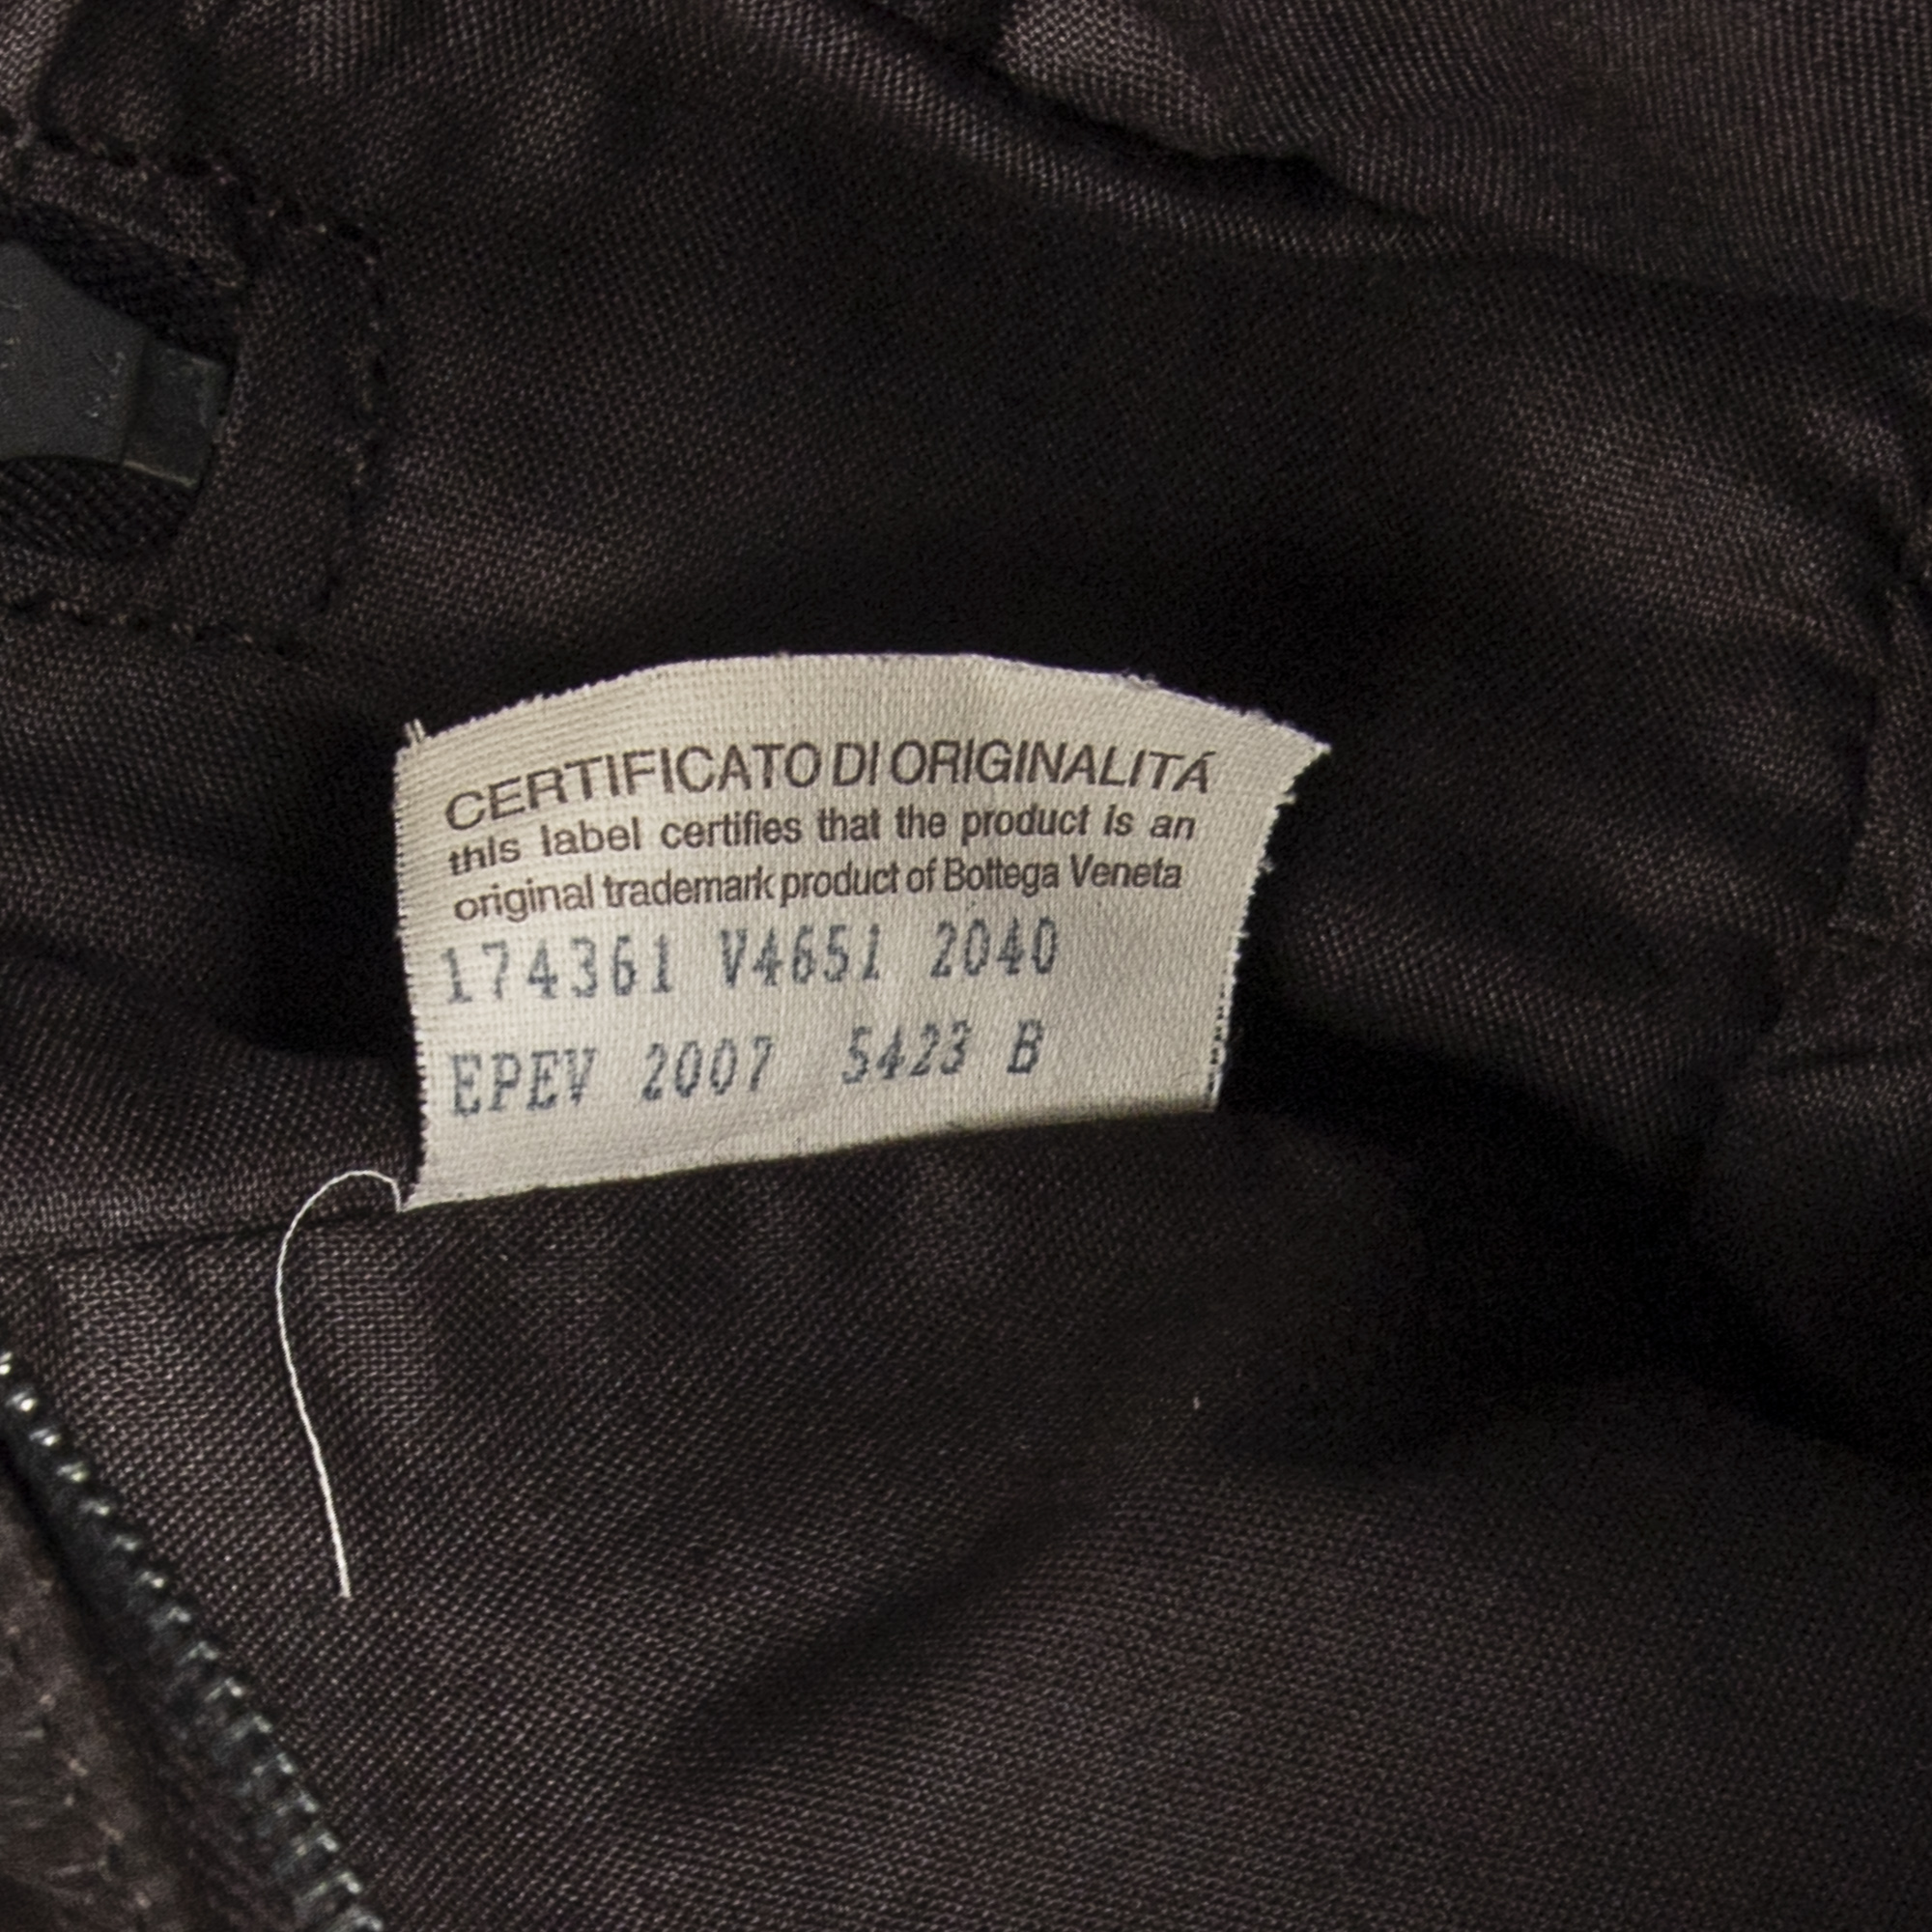 CERTIFICATO DI ORIGINALITÁ
this label certifies that the product is an
original trademark product of Bottega Veneta
174361 V4651 2040
EPEV 2007 5423 B